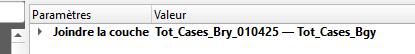 Paramètres Valeur
Joindre la couche Tot_Cases_Bry_010425 — Tot_Cases_Bgy